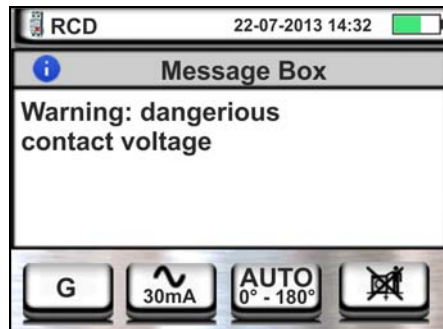 RCD 22-07-2013 14:32
Message Box
Warning: dangerious
contact voltage
G 30mA AUTO
0° - 180°